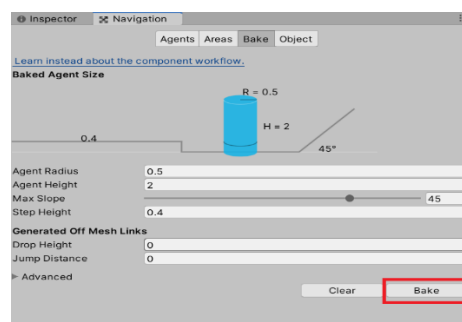 Inspector Navigation
Agents Areas Bake Object
Learn instead about the component workflow.
Baked Agent Size
R = 0.5
H = 2
0.4
45°
Agent Radius 0.5
Agent Height 2
Max Slope 45
Step Height 0.4
Generated Off Mesh Links
Drop Height 0
Jump Distance 0
Advanced
Clear Bake